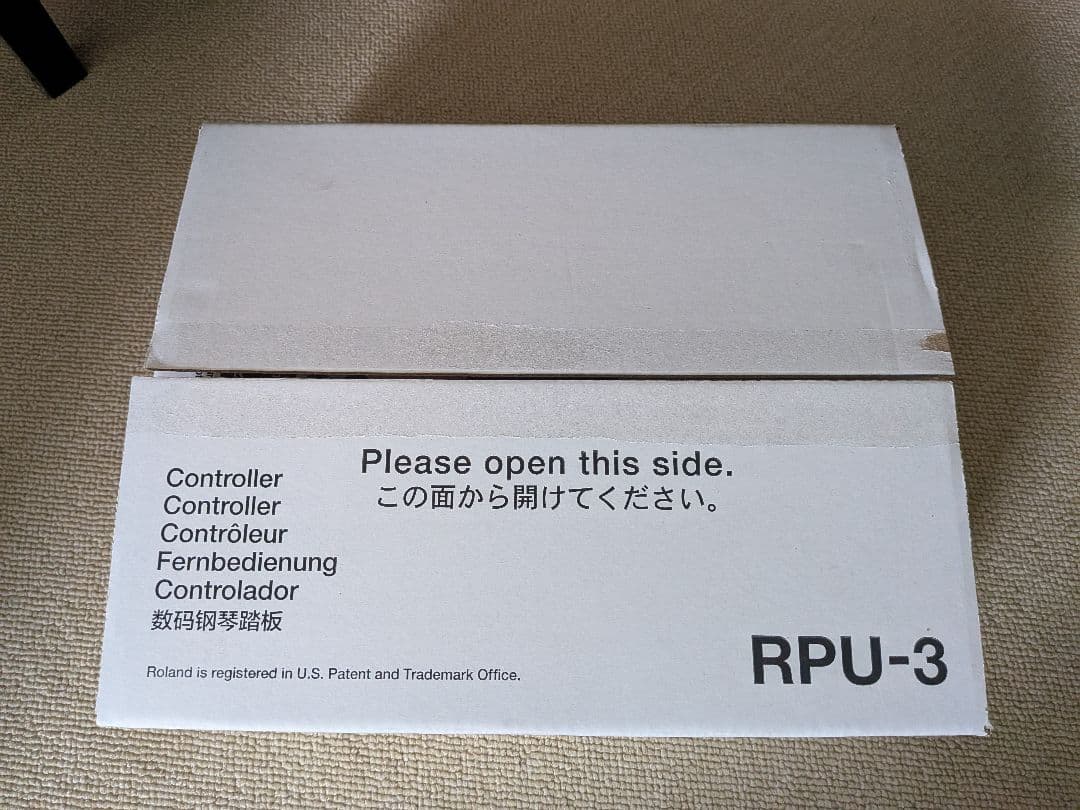 Please open this side.
この面から開けてください。
Controller
Controller
Contrôleur
Fernbedienung
Controlador
数码钢琴踏板
Roland is registered in U.S. Patent and Trademark Office.
RPU-3